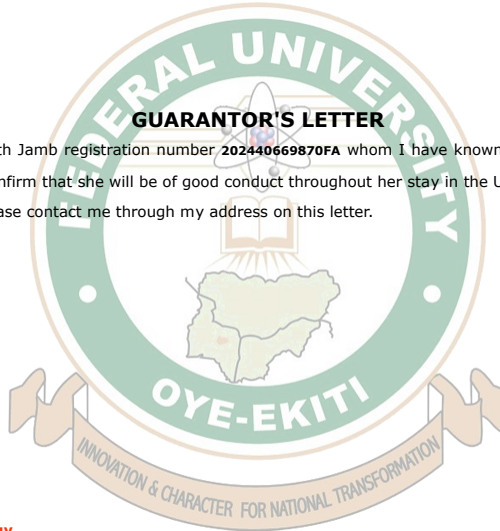 FEDERAL UNIVERSITY
GUARANTOR'S LETTER
th Jamb registration number 202440669870FA whom I have known
nfirm that she will be of good conduct throughout her stay in the U
ase contact me through my address on this letter.
OYE-EKITI
INNOVATION & CHARACTER FOR NATIONAL TRANSFORMATION